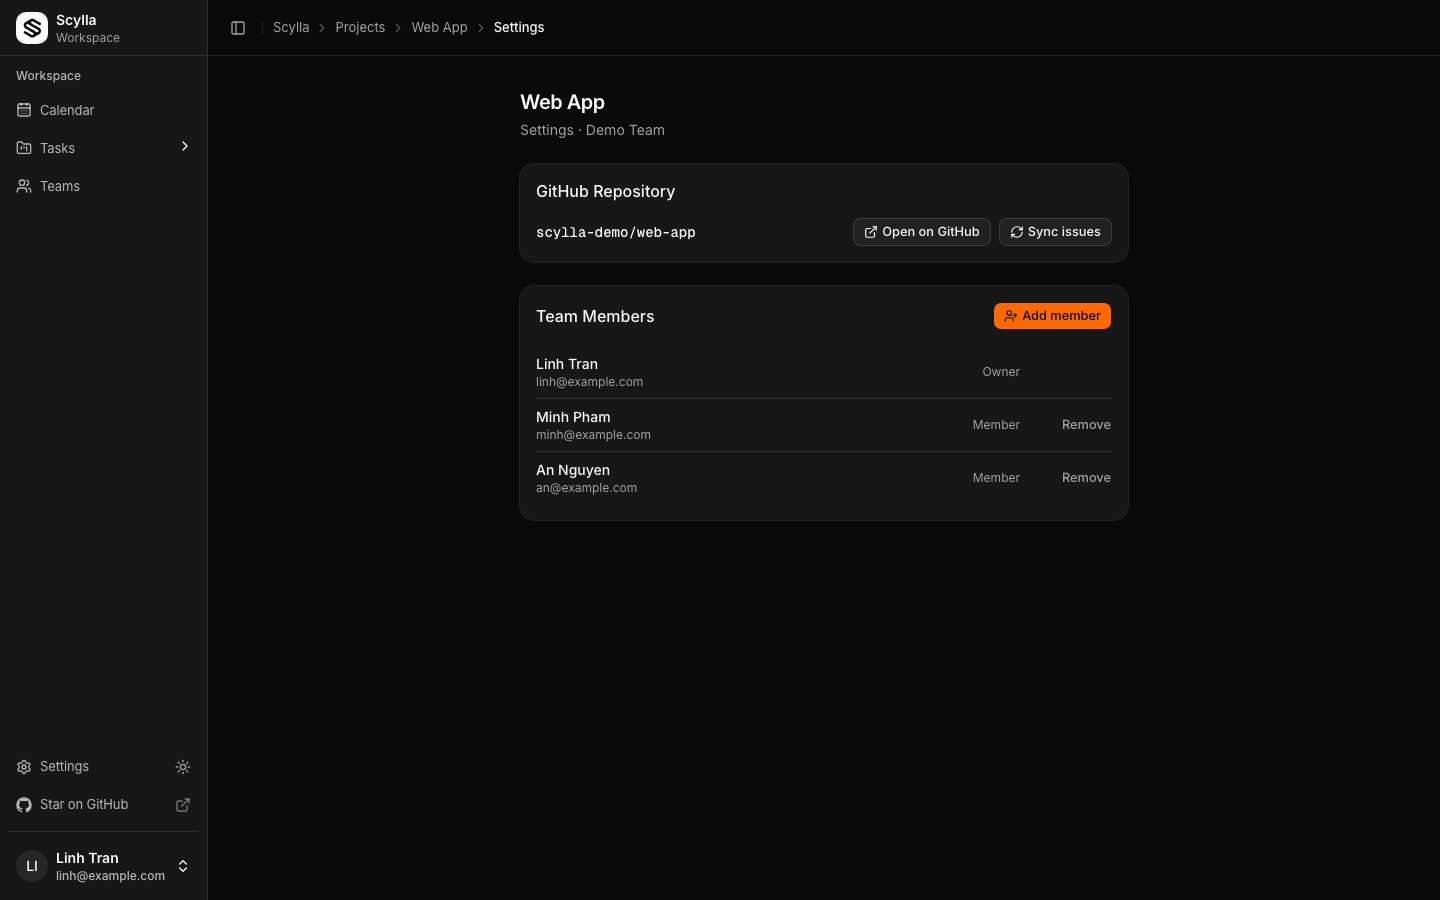 Scylla
Workspace
Workspace
Calendar
Tasks
Teams
Settings
Star on GitHub
LI
Linh Tran
linh@example.com
Scylla
Projects
Web App
Settings
Web App
Settings · Demo Team
GitHub Repository
scylla-demo/web-app
Open on GitHub
Sync issues
Team Members
Add member
Linh Tran
linh@example.com
Owner
Minh Pham
minh@example.com
Member
Remove
An Nguyen
an@example.com
Member
Remove